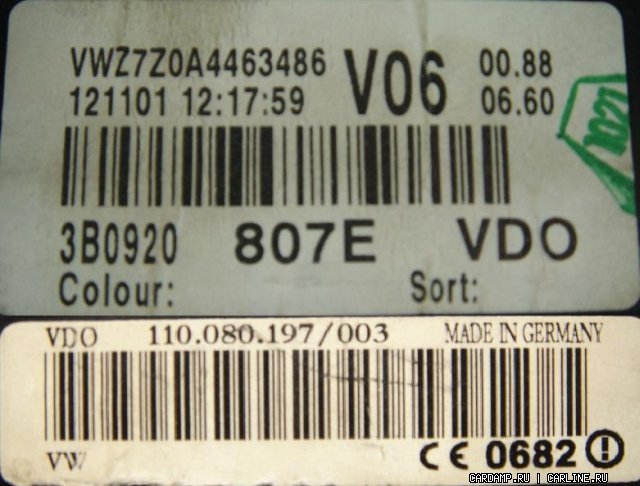 VWZ7Z0A4463486 V06 00.88
121101 12:17:59 06.60
3B0920 807E VDO
Colour: Sort:
VDO 110.080.197/003 MADE IN GERMANY
VW CE 0682
CARDAMP.RU | CARLINE.RU